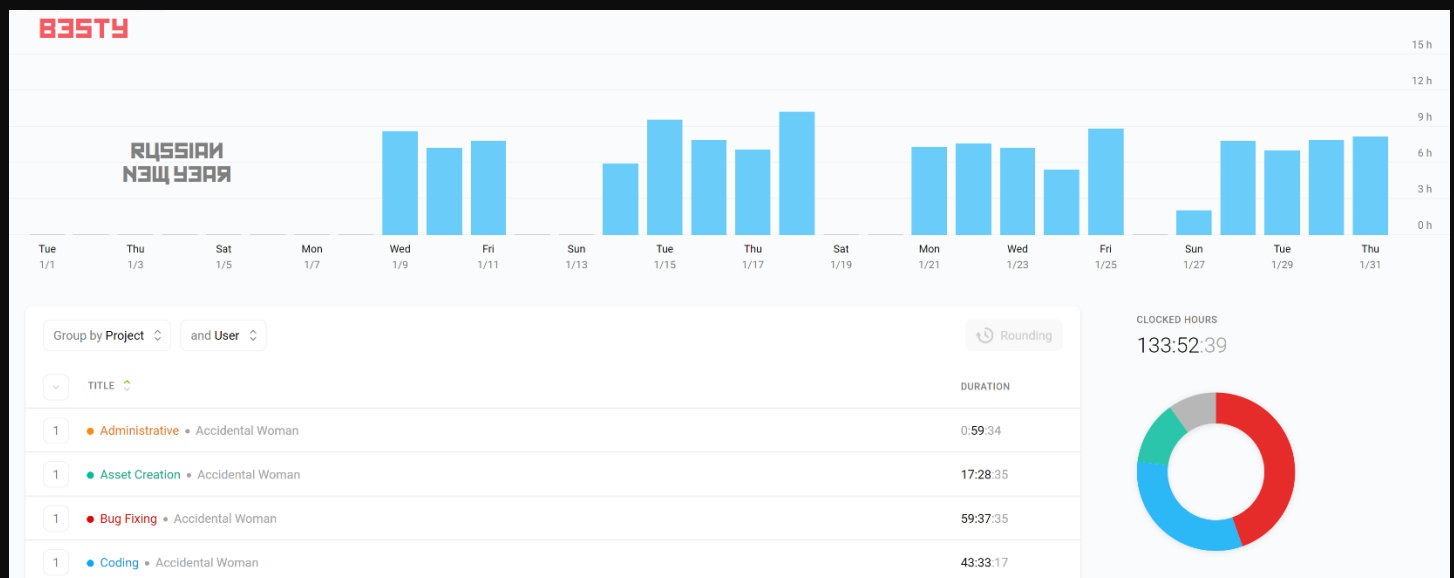 BEST​Y
15 h
12 h
9 h
6 h
3 h
0 h
RUSSIAN
NEW YEAR
Tue Thu Sat Mon Wed Fri Sun Tue Thu Sat Mon Wed Fri Sun Tue Thu
1/1 1/3 1/5 1/7 1/9 1/11 1/13 1/15 1/17 1/19 1/21 1/23 1/25 1/27 1/29 1/31
Group by Project and User Rounding
TITLE DURATION
1 Administrative • Accidental Woman 0:59:34
1 Asset Creation • Accidental Woman 17:28:35
1 Bug Fixing • Accidental Woman 59:37:35
1 Coding • Accidental Woman 43:33:17
CLOCKED HOURS
133:52:39